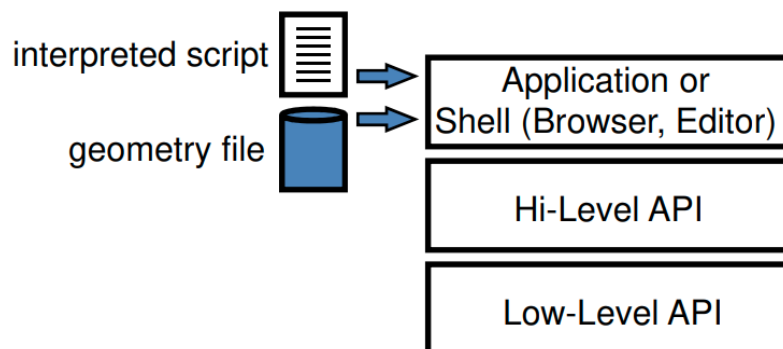 interpreted script
geometry file
Application or
Shell (Browser, Editor)
Hi-Level API
Low-Level API